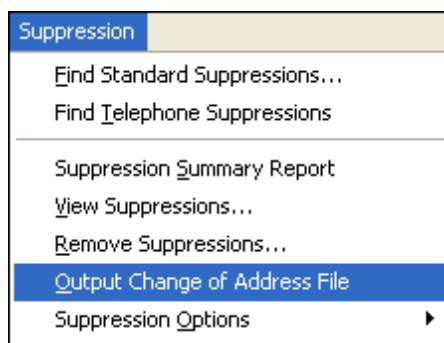 Suppression
Find Standard Suppressions...
Find Telephone Suppressions
Suppression Summary Report
View Suppressions...
Remove Suppressions...
Output Change of Address File
Suppression Options